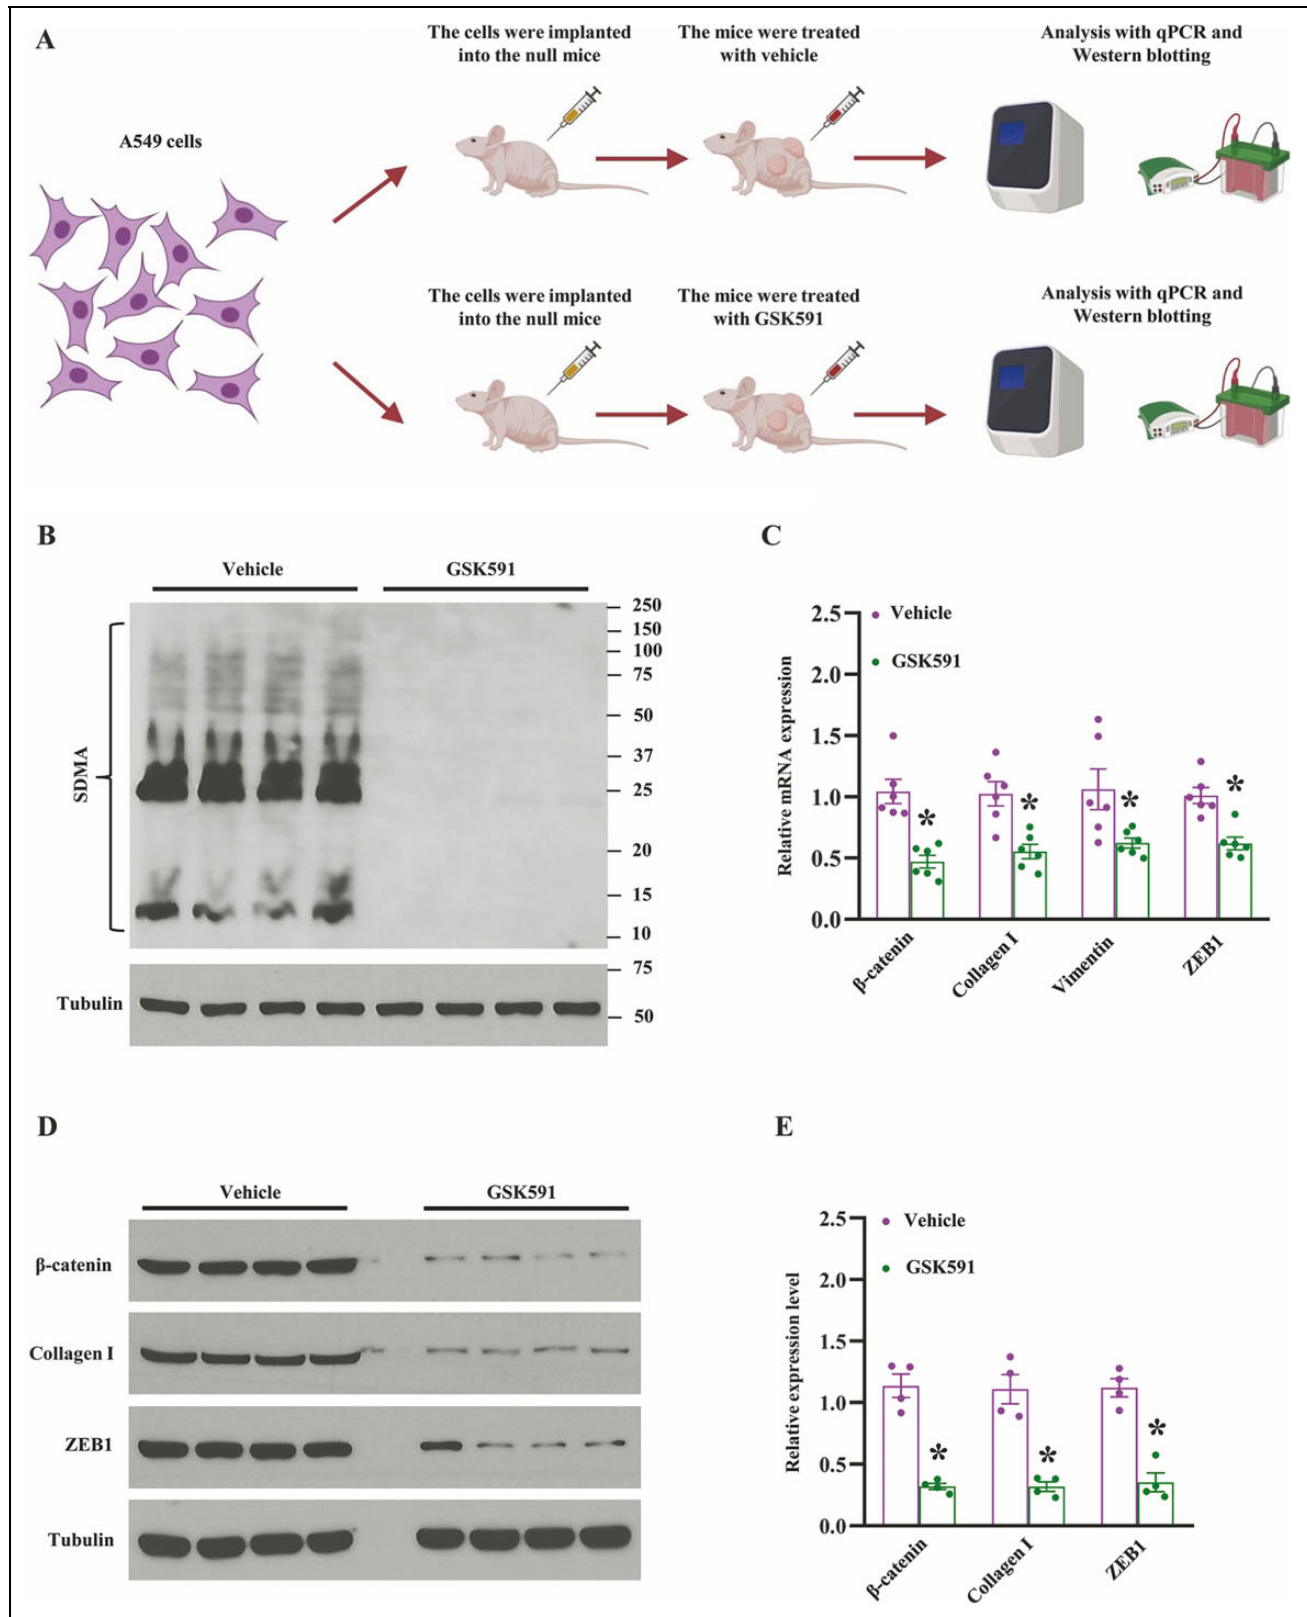 A
The cells were implanted
into the null mice
The mice were treated
with vehicle
Analysis with qPCR and
Western blotting
A549 cells
The cells were implanted
into the null mice
The mice were treated
with GSK591
Analysis with qPCR and
Western blotting
B
Vehicle
GSK591
SDMA
250
150
100
75
50
37
25
20
15
10
Tubulin
75
50
C
Relative mRNA expression
2.5
2.0
1.5
1.0
0.5
0.0
Vehicle
GSK591
*
*
*
*
β-catenin
Collagen I
Vimentin
ZEB1
D
Vehicle
GSK591
β-catenin
Collagen I
ZEB1
Tubulin
E
Relative expression level
2.5
2.0
1.5
1.0
0.5
0.0
Vehicle
GSK591
*
*
*
β-catenin
Collagen I
ZEB1